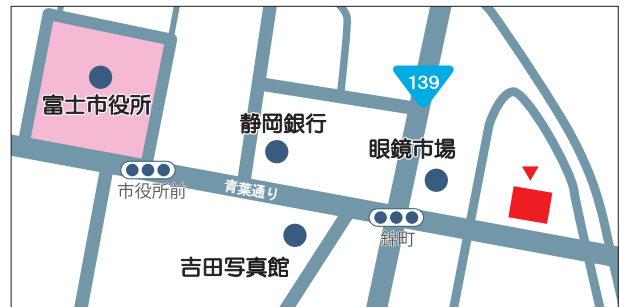 139
富士市役所
静岡銀行
眼鏡市場
市役所前
青葉通り
錦町
吉田写真館